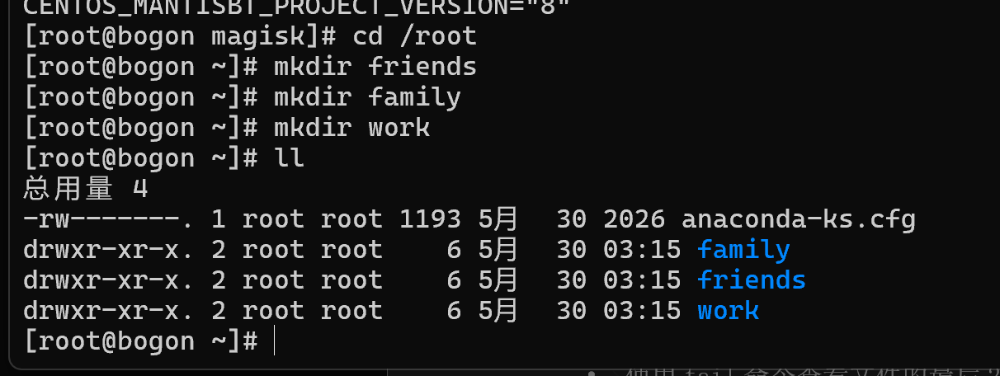 CENTOS_MANTISBT_PROJECT_VERSION="8"
[root@bogon magisk]# cd /root
[root@bogon ~]# mkdir friends
[root@bogon ~]# mkdir family
[root@bogon ~]# mkdir work
[root@bogon ~]# ll
总用量 4
-rw-------. 1 root root 1193 5月  30 2026 anaconda-ks.cfg
drwxr-xr-x. 2 root root    6 5月  30 03:15 family
drwxr-xr-x. 2 root root    6 5月  30 03:15 friends
drwxr-xr-x. 2 root root    6 5月  30 03:15 work
[root@bogon ~]#